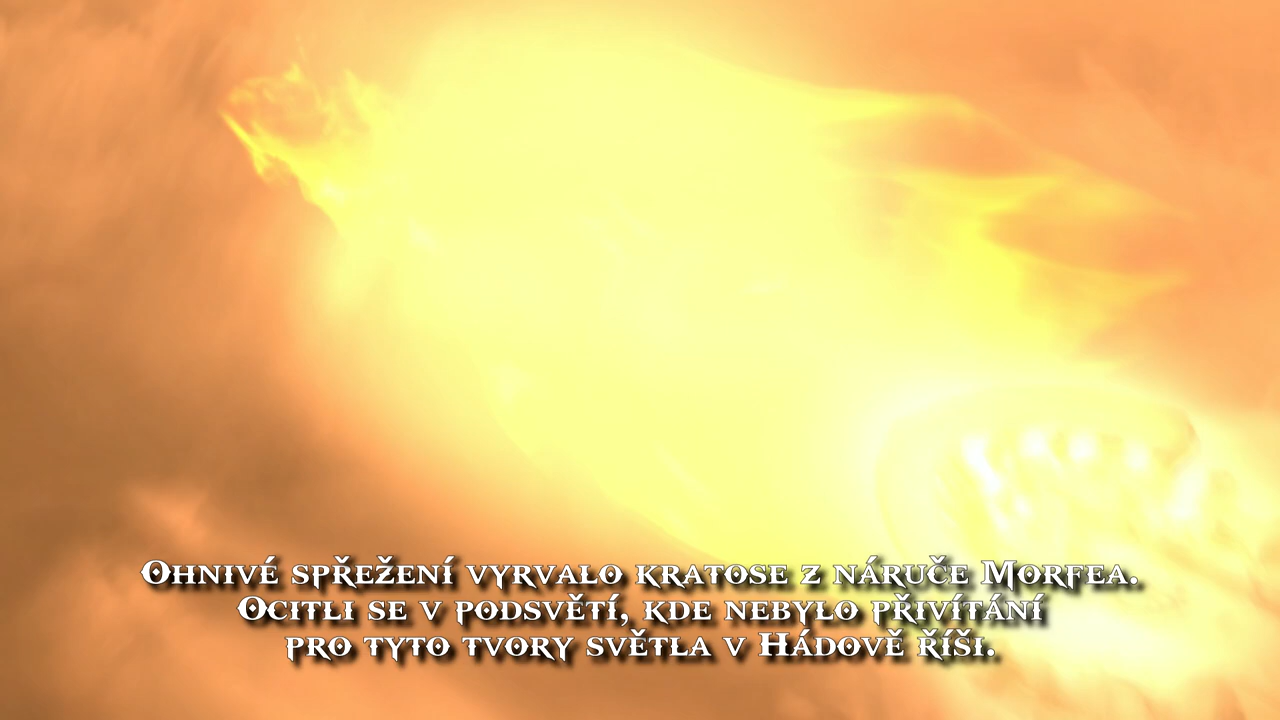 Ohnivé spřežení vyrvalo kratose z náruče Morfea.
Ocitli se v podsvětí, kde nebylo přivítání
pro tyto tvory světla v Hádově říši.